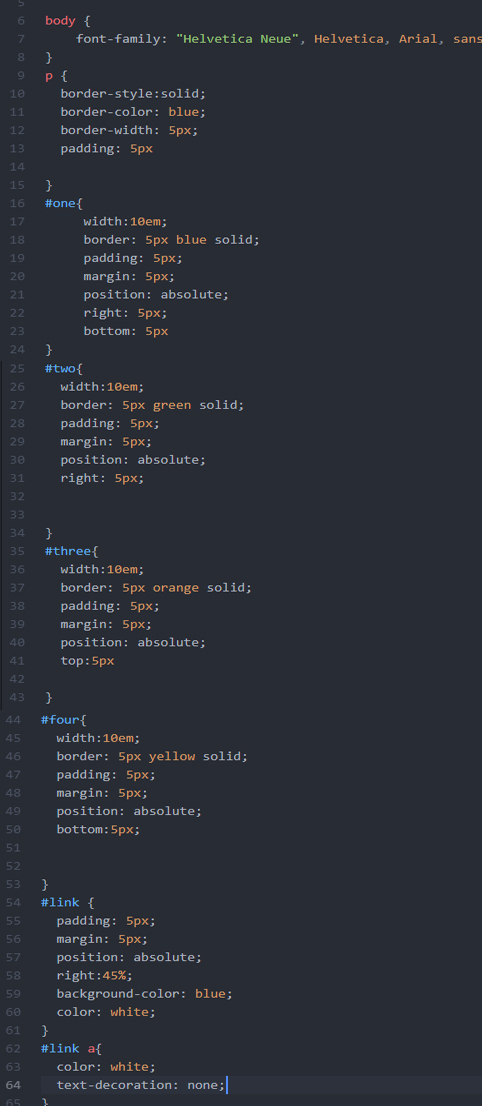 5
6 body {
7 font-family: "Helvetica Neue", Helvetica, Arial, sans
8 }
9 p {
10 border-style:solid;
11 border-color: blue;
12 border-width: 5px;
13 padding: 5px
14
15 }
16 #one{
17 width:10em;
18 border: 5px blue solid;
19 padding: 5px;
20 margin: 5px;
21 position: absolute;
22 right: 5px;
23 bottom: 5px
24 }
25 #two{
26 width:10em;
27 border: 5px green solid;
28 padding: 5px;
29 margin: 5px;
30 position: absolute;
31 right: 5px;
32
33
34 }
35 #three{
36 width:10em;
37 border: 5px orange solid;
38 padding: 5px;
39 margin: 5px;
40 position: absolute;
41 top:5px
42
43 }
44 #four{
45 width:10em;
46 border: 5px yellow solid;
47 padding: 5px;
48 margin: 5px;
49 position: absolute;
50 bottom:5px;
51
52
53 }
54 #link {
55 padding: 5px;
56 margin: 5px;
57 position: absolute;
58 right:45%;
59 background-color: blue;
60 color: white;
61 }
62 #link a{
63 color: white;
64 text-decoration: none;
65 }